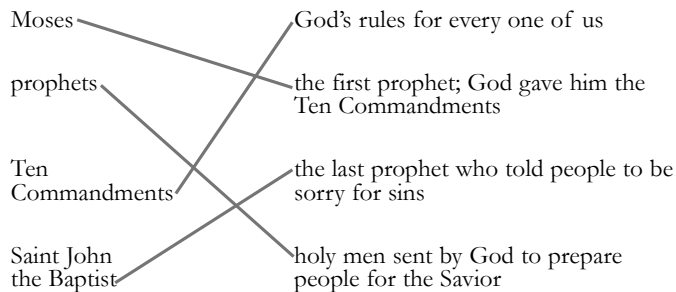 Moses
God's rules for every one of us
prophets
the first prophet; God gave him the
Ten Commandments
Ten
Commandments
the last prophet who told people to be
sorry for sins
Saint John
the Baptist
holy men sent by God to prepare
people for the Savior